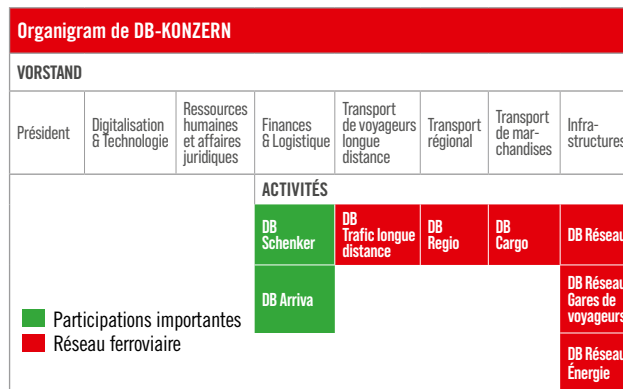 Organigram de DB-KONZERN
VORSTAND
Président
Digitalisation
& Technologie
Ressources
humaines
et affaires
juridiques
Finances
& Logistique
Transport
de voyageurs
longue
distance
Transport
régional
Transport
de mar-
chandises
Infra-
structures
ACTIVITÉS
DB
Schenker
DB
Trafic longue
distance
DB
Regio
DB
Cargo
DB Réseau
DB Arriva
DB Réseau
Gares de
voyageurs
DB Réseau
Énergie
Participations importantes
Réseau ferroviaire